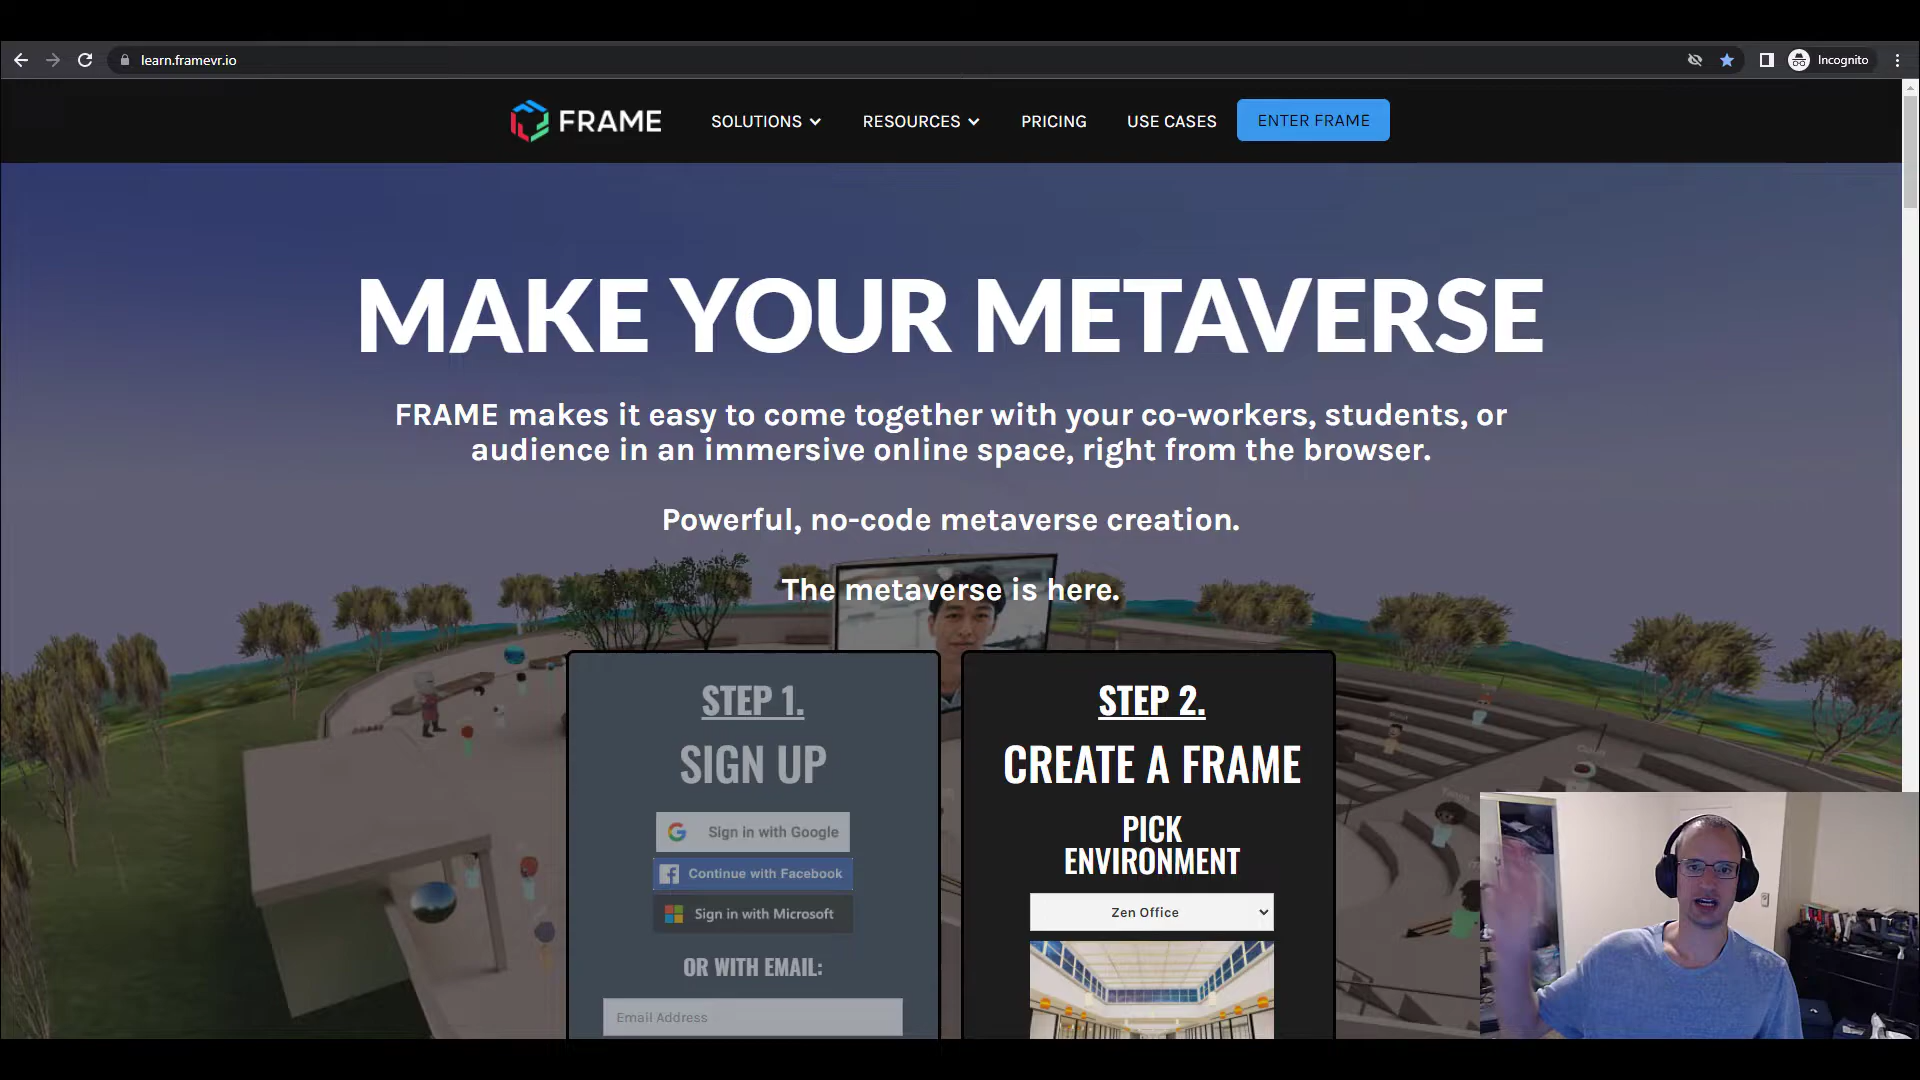 learn.framevr.io
Incognito
FRAME
SOLUTIONS
RESOURCES
PRICING
USE CASES
ENTER FRAME
MAKE YOUR METAVERSE
FRAME makes it easy to come together with your co-workers, students, or
audience in an immersive online space, right from the browser.
Powerful, no-code metaverse creation.
The metaverse is here.
STEP 1.
SIGN UP
Sign in with Google
Continue with Facebook
Sign in with Microsoft
OR WITH EMAIL:
Email Address
STEP 2.
CREATE A FRAME
PICK
ENVIRONMENT
Zen Office